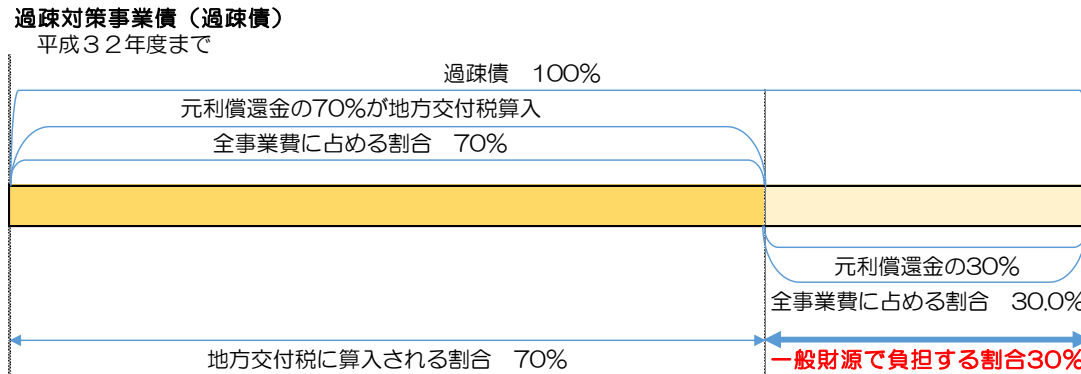 過疎対策事業債（過疎債）
平成３２年度まで
過疎債　100%
元利償還金の70%が地方交付税算入
全事業費に占める割合　70%
元利償還金の30%
全事業費に占める割合　30.0%
地方交付税に算入される割合　70%
一般財源で負担する割合30%